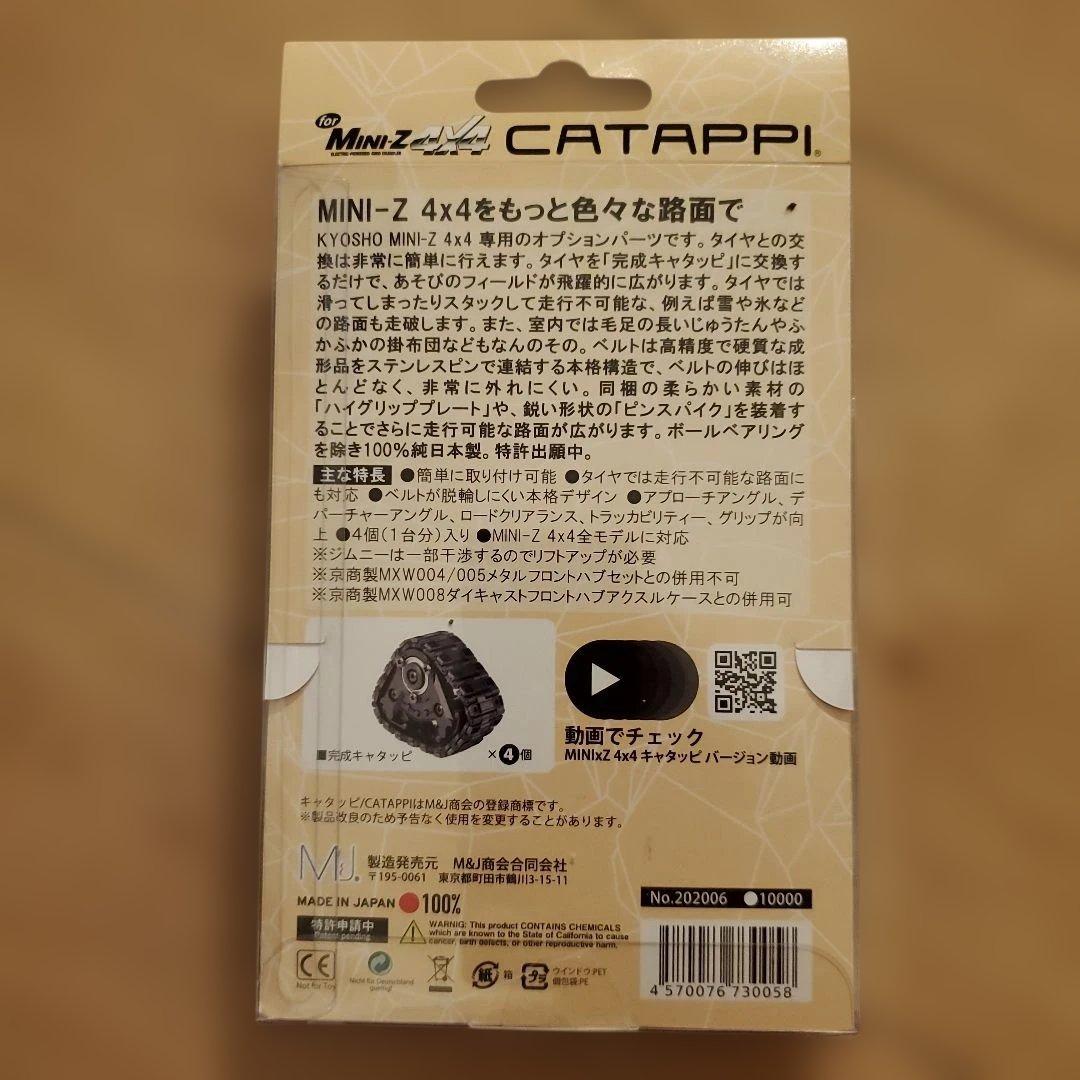 for
MINI-Z 4X4 CATAPPI®
MINI-Z 4x4をもっと色々な路面で
KYOSHO MINI-Z 4x4 専用のオプションパーツです。タイヤとの交
換は非常に簡単に行えます。タイヤを「完成キャタッピ」に交換す
るだけで、あそびのフィールドが飛躍的に広がります。タイヤでは
滑ってしまったりスタックして走行不可能な、例えば雪や氷など
の路面も走破します。また、室内では毛足の長いじゅうたんやふ
かふかの掛布団などもなんのその。ベルトは高精度で硬質な成
形品をステンレスピンで連結する本格構造で、ベルトの伸びはほ
とんどなく、非常に外れにくい。同梱の柔らかい素材の
「ハイグリッププレート」や、鋭い形状の「ピンスパイク」を装着す
ることでさらに走行可能な路面が広がります。ボールベアリング
を除き100%純日本製。特許出願中。
主な特長 ●簡単に取り付け可能 ●タイヤでは走行不可能な路面に
も対応 ●ベルトが脱輪しにくい本格デザイン ●アプローチアングル、デ
パーチャーアングル、ロードクリアランス、トラッカビリティー、グリップが向
上 ●4個(1台分)入り ●MINI-Z 4x4全モデルに対応
※ジムニーは一部干渉するのでリフトアップが必要
※京商製MXW004/005メタルフロントハブセットとの併用不可
※京商製MXW008ダイキャストフロントハブアクスルケースとの併用可
■完成キャタッピ ×4個
動画でチェック
MINIxZ 4x4 キャタッピ バージョン動画
キャタッピ/CATAPPIはM&J商会の登録商標です。
※製品改良のため予告なく使用を変更することがあります。
M&J. 製造発売元 M&J商会合同会社
〒195-0061 東京都町田市鶴川3-15-11
MADE IN JAPAN 100%
No.202006 ●10000
特許申請中
Patent pending
WARNIG: This product CONTAINS CHEMICALS
which are known to the State of California to cause
cancer, birth defects, or other reproductive harm.
CE
Not for Toy
Nicht für Deutschland
gültig!
紙 箱
プラ ウインドウ:PET
個包袋:PE
4 570076 730058